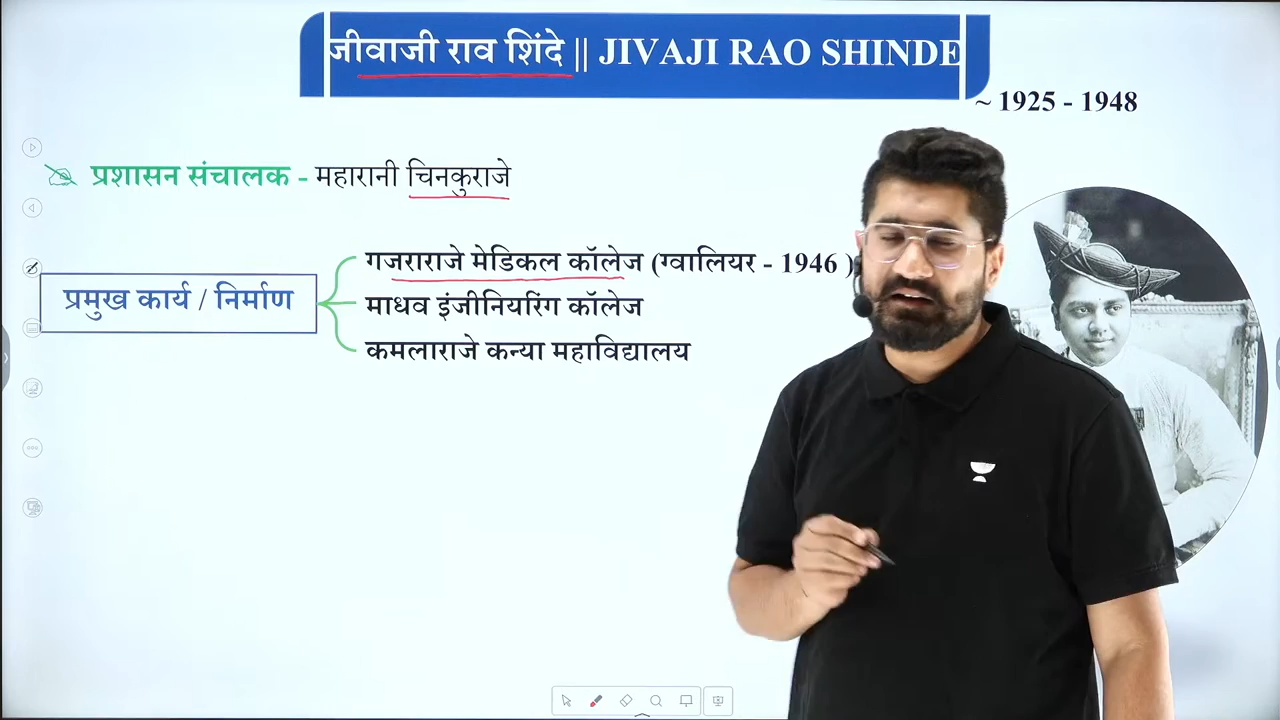 जीवाजी राव शिंदे || JIVAJI RAO SHINDE
~ 1925 - 1948
प्रशासन संचालक - महारानी चिनकुराजे
गजराराजे मेडिकल कॉलेज (ग्वालियर - 1946 )
प्रमुख कार्य / निर्माण
माधव इंजीनियरिंग कॉलेज
कमलाराजे कन्या महाविद्यालय